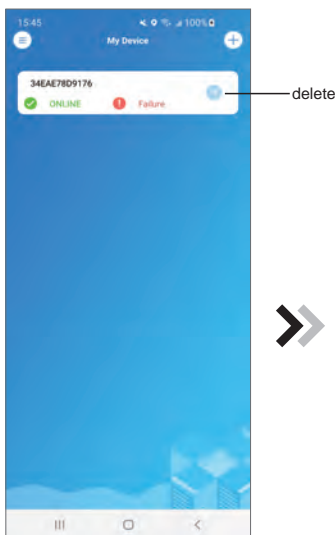 15:45 100%
My Device
34EAE78D9176
ONLINE Failure
delete